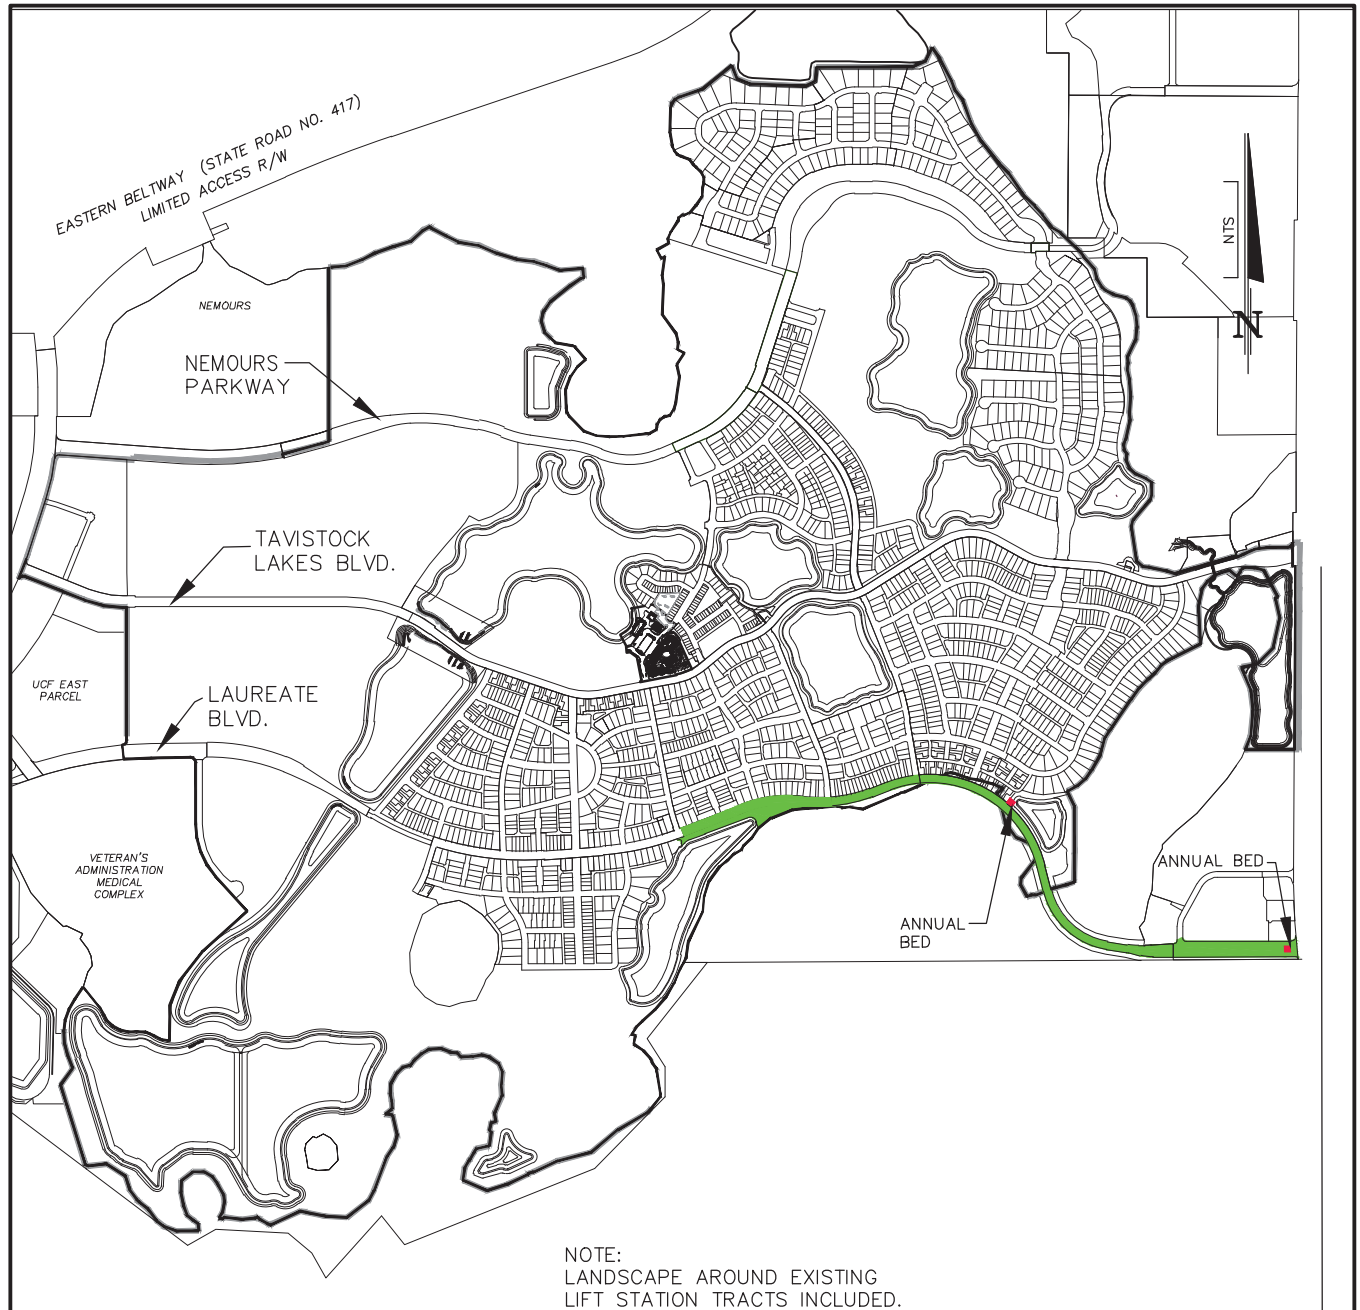 EASTERN BELTWAY (STATE ROAD NO. 417)
LIMITED ACCESS R/W
NTS
N
NEMOURS
NEMOURS
PARKWAY
TAVISTOCK
LAKES BLVD.
UCF EAST
PARCEL
LAUREATE
BLVD.
VETERAN'S
ADMINISTRATION
MEDICAL
COMPLEX
ANNUAL BED
ANNUAL
BED
NOTE:
LANDSCAPE AROUND EXISTING
LIFT STATION TRACTS INCLUDED.